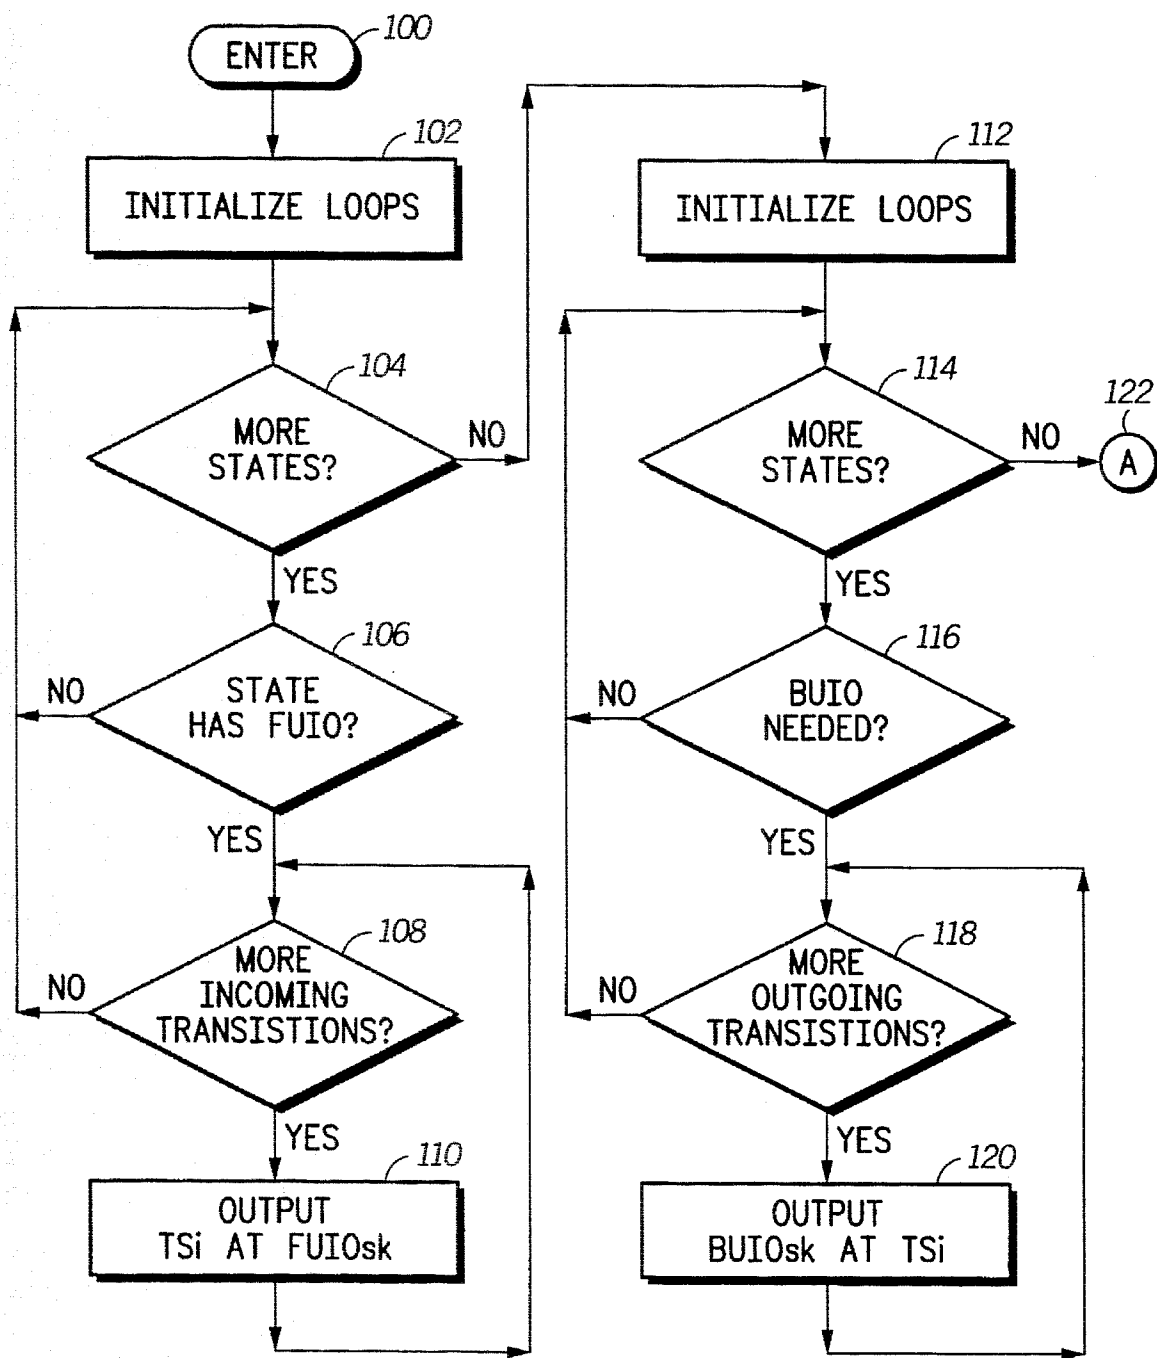 100
ENTER
102
INITIALIZE LOOPS
104
MORE
STATES?
NO
YES
106
STATE
HAS FUIO?
NO
YES
108
MORE
INCOMING
TRANSISTIONS?
NO
YES
110
OUTPUT
TSi AT FUIOsk
112
INITIALIZE LOOPS
114
MORE
STATES?
NO
122
A
YES
116
BUIO
NEEDED?
NO
YES
118
MORE
OUTGOING
TRANSISTIONS?
NO
YES
120
OUTPUT
BUIOsk AT TSi